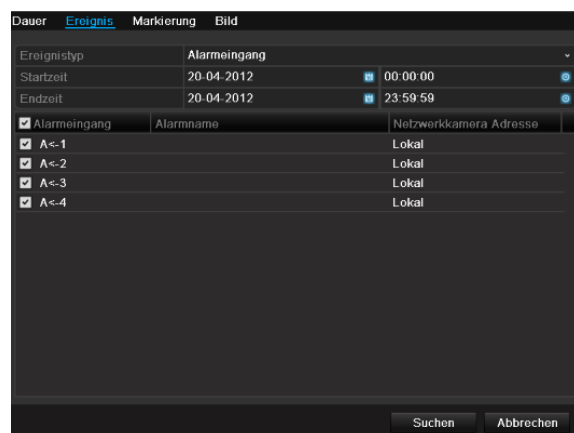 Dauer Ereignis Markierung Bild
Ereignistyp Alarmeingang
Startzeit 20-04-2012 00:00:00
Endzeit 20-04-2012 23:59:59
Alarmeingang Alarmname Netzwerkkamera Adresse
A<-1 Lokal
A<-2 Lokal
A<-3 Lokal
A<-4 Lokal
Suchen Abbrechen